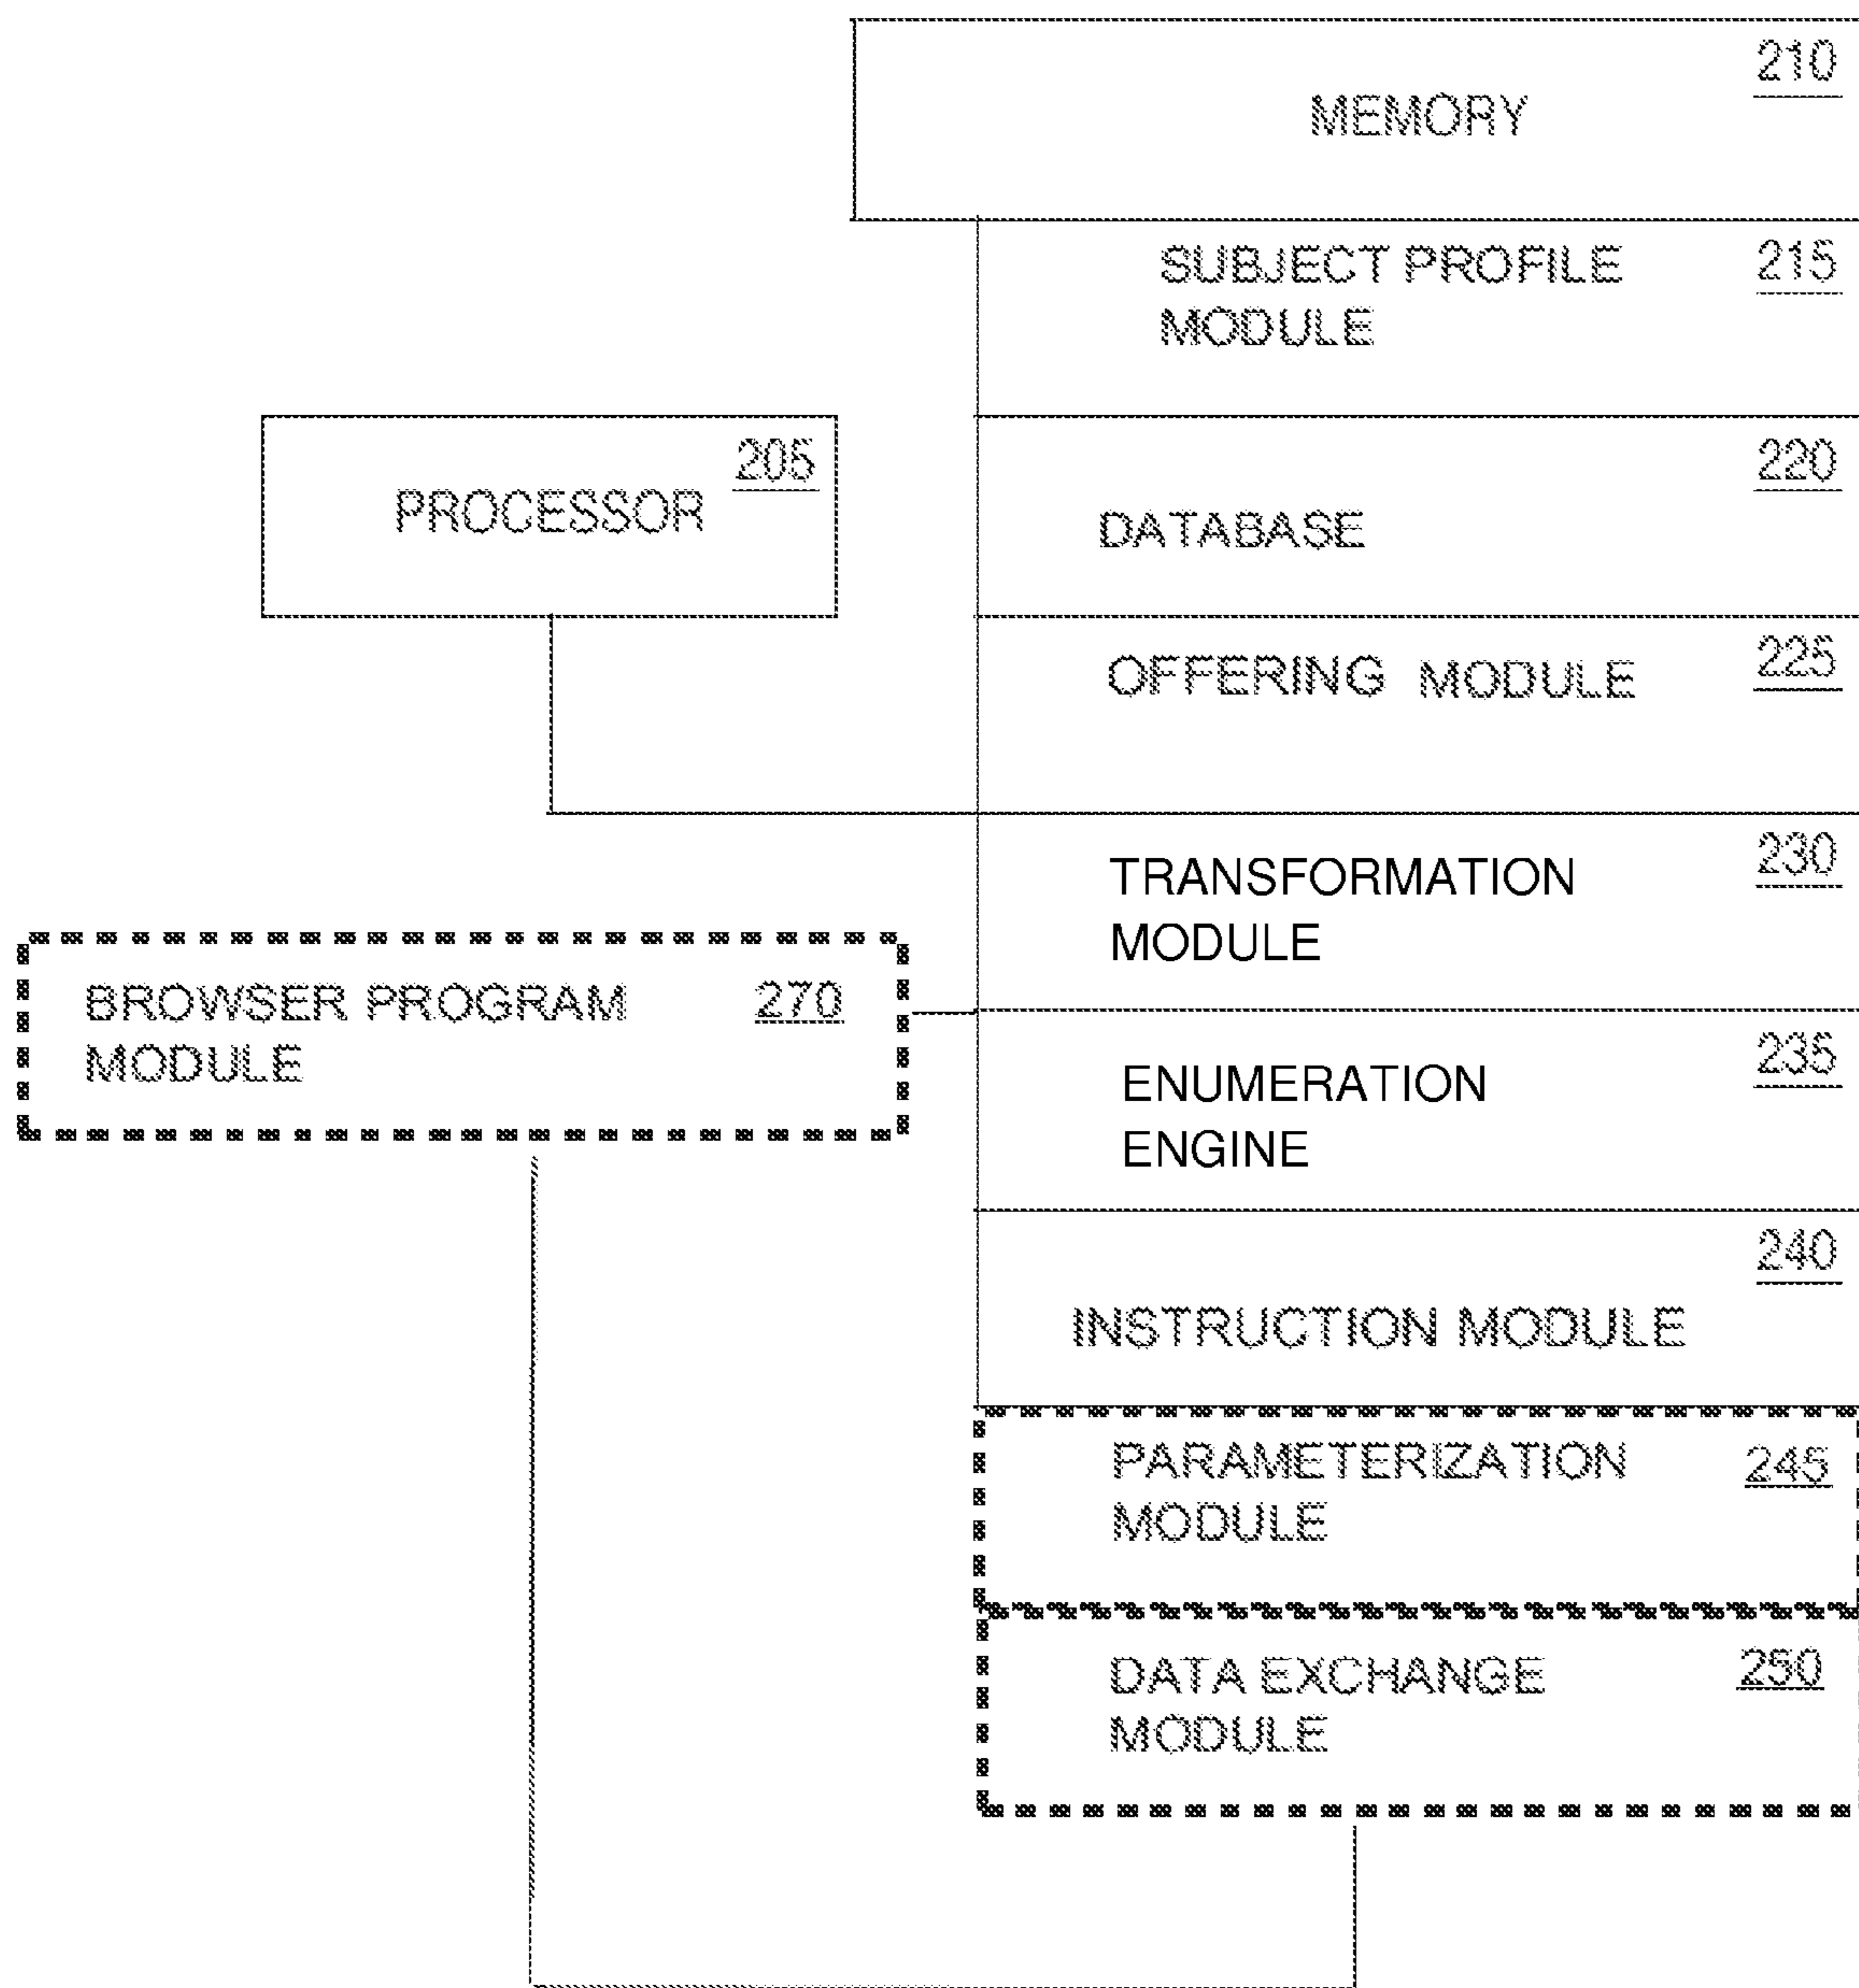 210
MEMORY
SUBJECT PROFILE 215
MODULE
205
PROCESSOR
220
DATABASE
225
OFFERING MODULE
230
TRANSFORMATION
MODULE
BROWSER PROGRAM 270
MODULE
235
ENUMERATION
ENGINE
240
INSTRUCTION MODULE
PARAMETERIZATION 245
MODULE
DATA EXCHANGE 250
MODULE